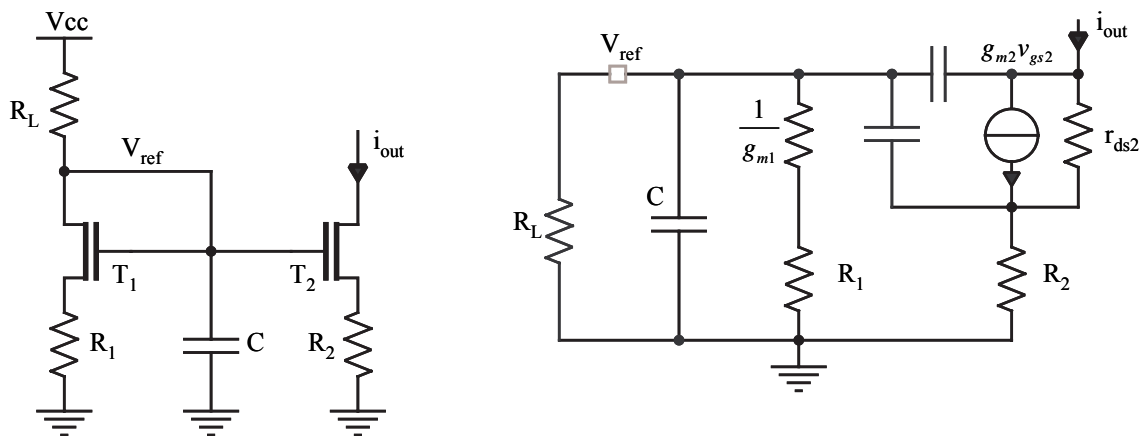 Vcc
R_L
V_ref
i_out
T_1
T_2
R_1
C
R_2
V_ref
g_m2 v_gs2
i_out
1
g_m1
r_ds2
C
R_L
R_1
R_2